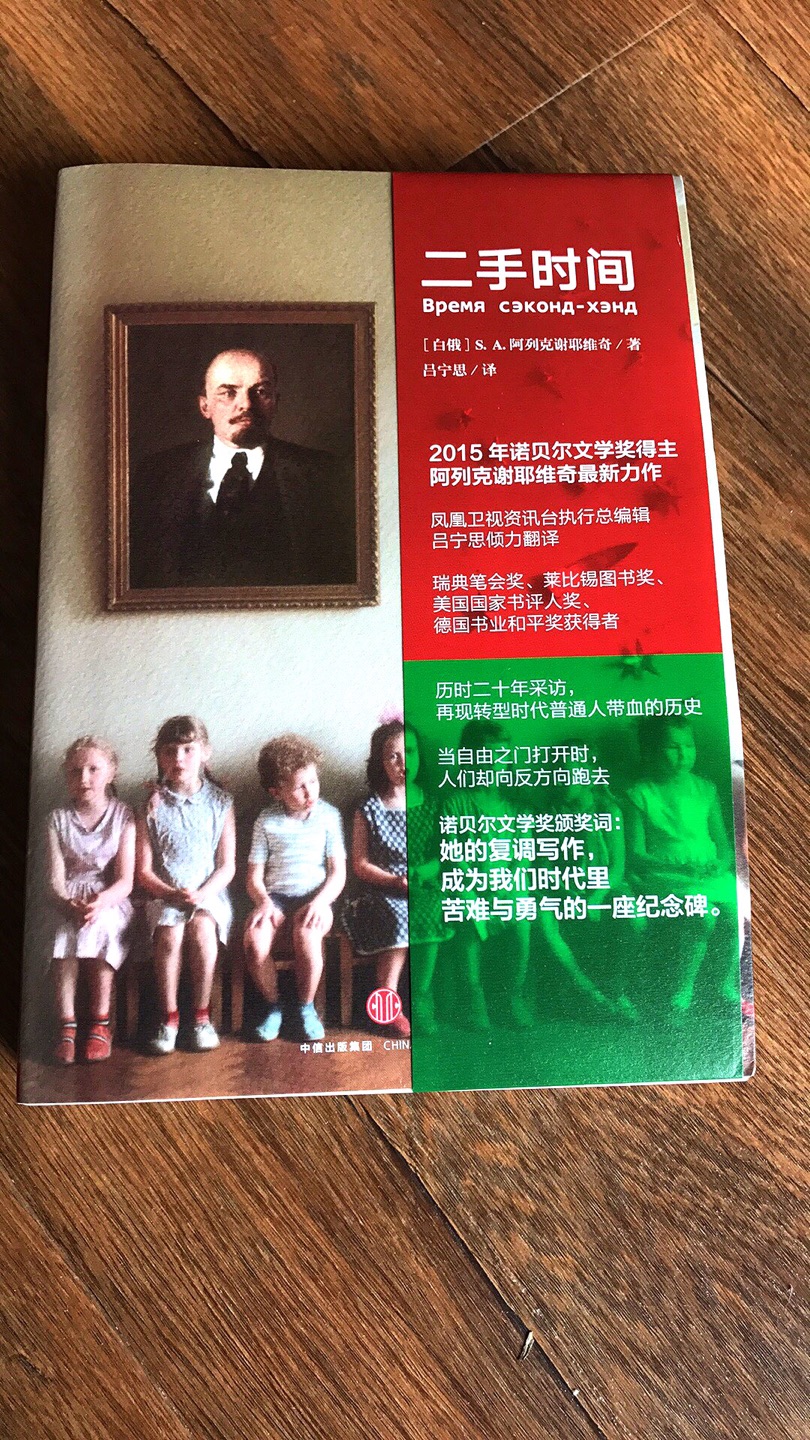 二手时间
Время сэконд-хэнд
[白俄] S. A. 阿列克谢耶维奇／著
吕宁思／译
2015 年诺贝尔文学奖得主
阿列克谢耶维奇最新力作
凤凰卫视资讯台执行总编辑
吕宁思倾力翻译
瑞典笔会奖、莱比锡图书奖、
美国国家书评人奖、
德国书业和平奖获得者
历时二十年采访，
再现转型时代普通人带血的历史
当自由之门打开时，
人们却向反方向跑去
诺贝尔文学奖颁奖词：
她的复调写作，
成为我们时代里
苦难与勇气的一座纪念碑。
中信出版集团 CHIN